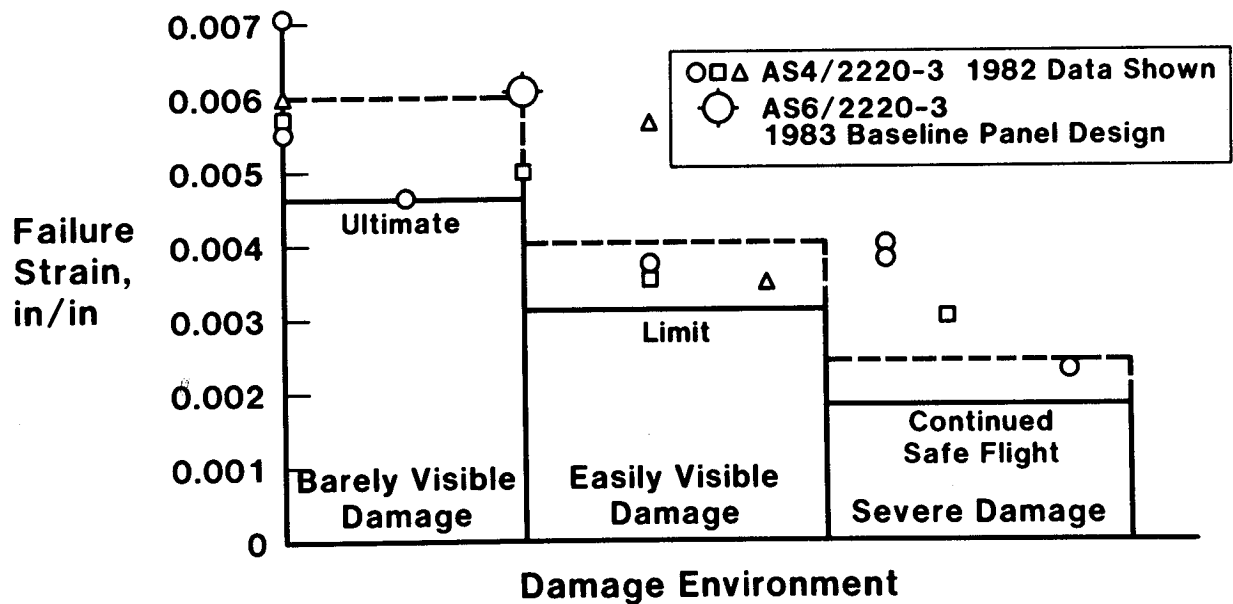 0.007
0.006
0.005
0.004
0.003
0.002
0.001
0
Failure
Strain,
in/in
AS4/2220-3 1982 Data Shown
AS6/2220-3
1983 Baseline Panel Design
Ultimate
Limit
Continued
Safe Flight
Barely Visible
Damage
Easily Visible
Damage
Severe Damage
Damage Environment